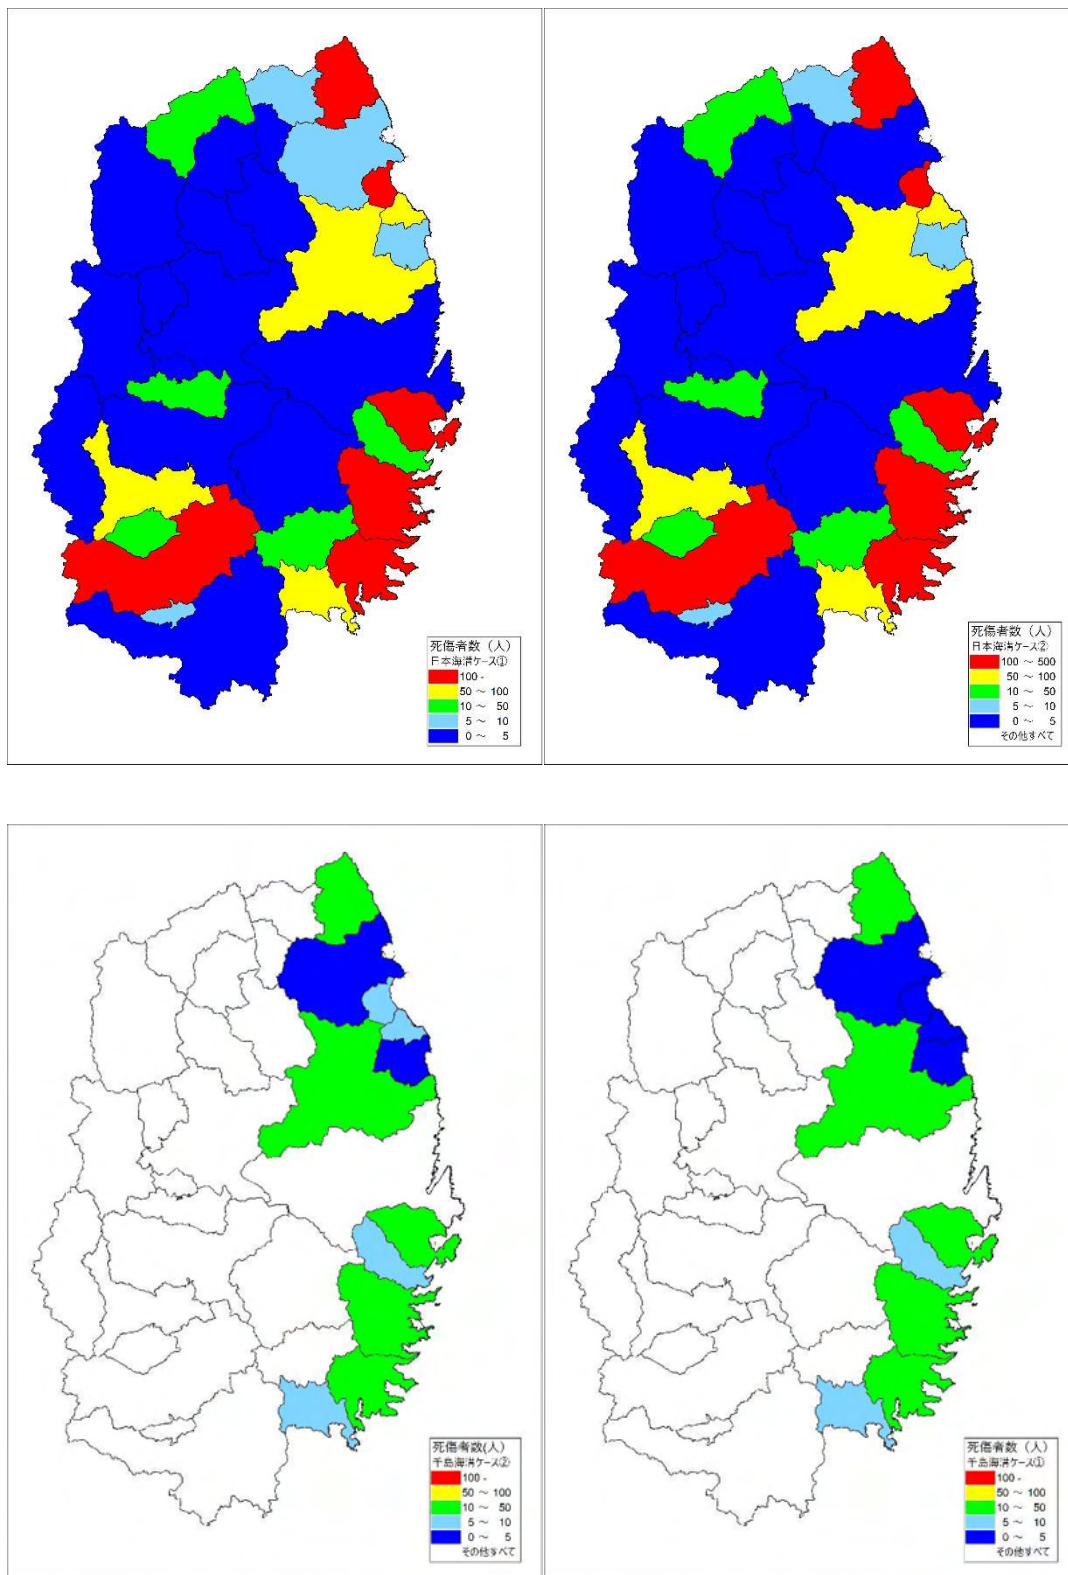 死傷者数（人）
日本海溝ケース①
100 -
50 ～ 100
10 ～ 50
5 ～ 10
0 ～ 5
死傷者数（人）
日本海溝ケース②
100 ～ 500
50 ～ 100
10 ～ 50
5 ～ 10
0 ～ 5
その他すべて
死傷者数(人）
千島海溝ケース②
100 -
50 ～ 100
10 ～ 50
5 ～ 10
0 ～ 5
その他すべて
死傷者数（人）
千島海溝ケース①
100 -
50 ～ 100
10 ～ 50
5 ～ 10
0 ～ 5
その他すべて